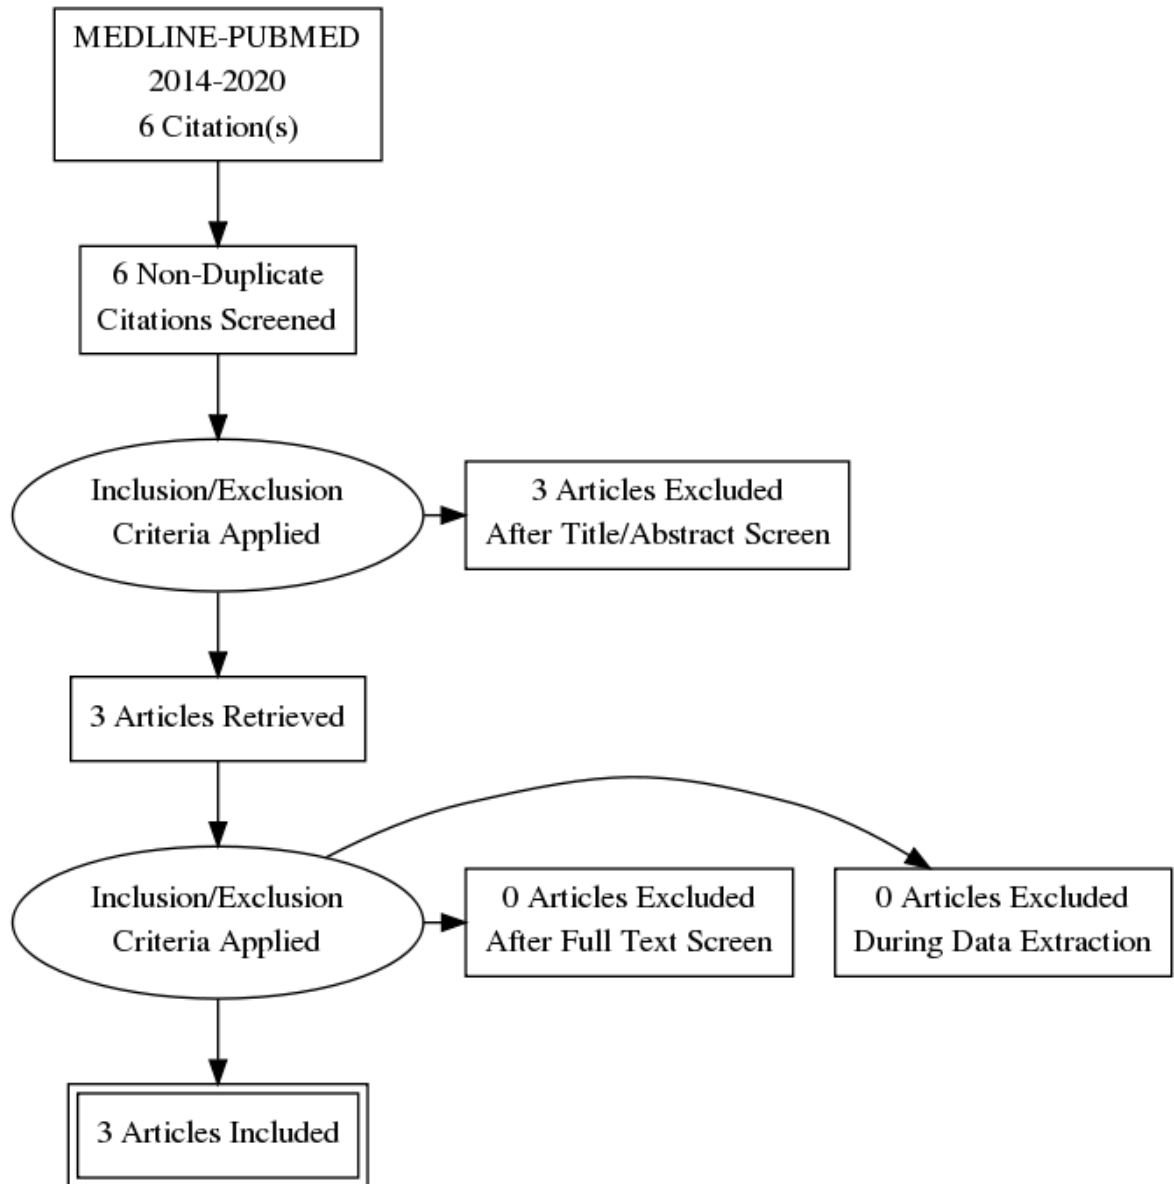 MEDLINE-PUBMED
2014-2020
6 Citation(s)
6 Non-Duplicate
Citations Screened
Inclusion/Exclusion
Criteria Applied
3 Articles Excluded
After Title/Abstract Screen
3 Articles Retrieved
Inclusion/Exclusion
Criteria Applied
0 Articles Excluded
After Full Text Screen
0 Articles Excluded
During Data Extraction
3 Articles Included